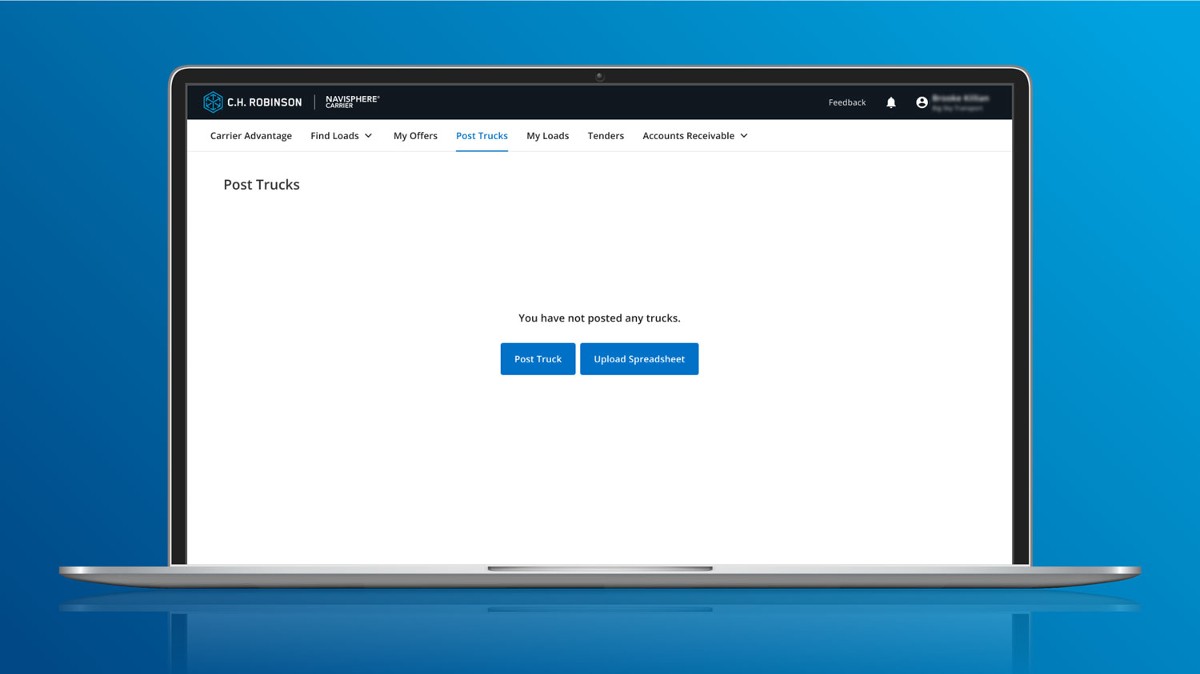 C.H. ROBINSON
NAVISPHERE®
CARRIER
Feedback
Carrier Advantage
Find Loads
My Offers
Post Trucks
My Loads
Tenders
Accounts Receivable
Post Trucks
You have not posted any trucks.
Post Truck
Upload Spreadsheet